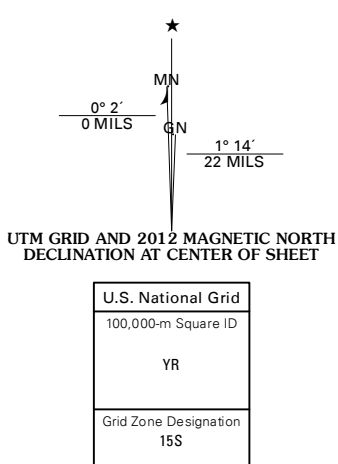 ★
MN
0° 2´
0 MILS
GN
1° 14´
22 MILS
UTM GRID AND 2012 MAGNETIC NORTH
DECLINATION AT CENTER OF SHEET
U.S. National Grid
100,000-m Square ID
YR
Grid Zone Designation
15S